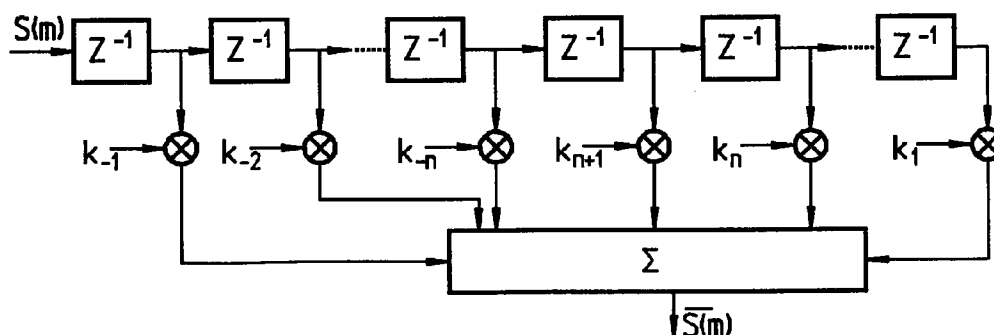 S(m) Z⁻¹ Z⁻¹ Z⁻¹ Z⁻¹ Z⁻¹ Z⁻¹
k₋₁ k₋₂ k₋ₙ kₙ₊₁ kₙ k₁
Σ
S̅(̅m̅)̅